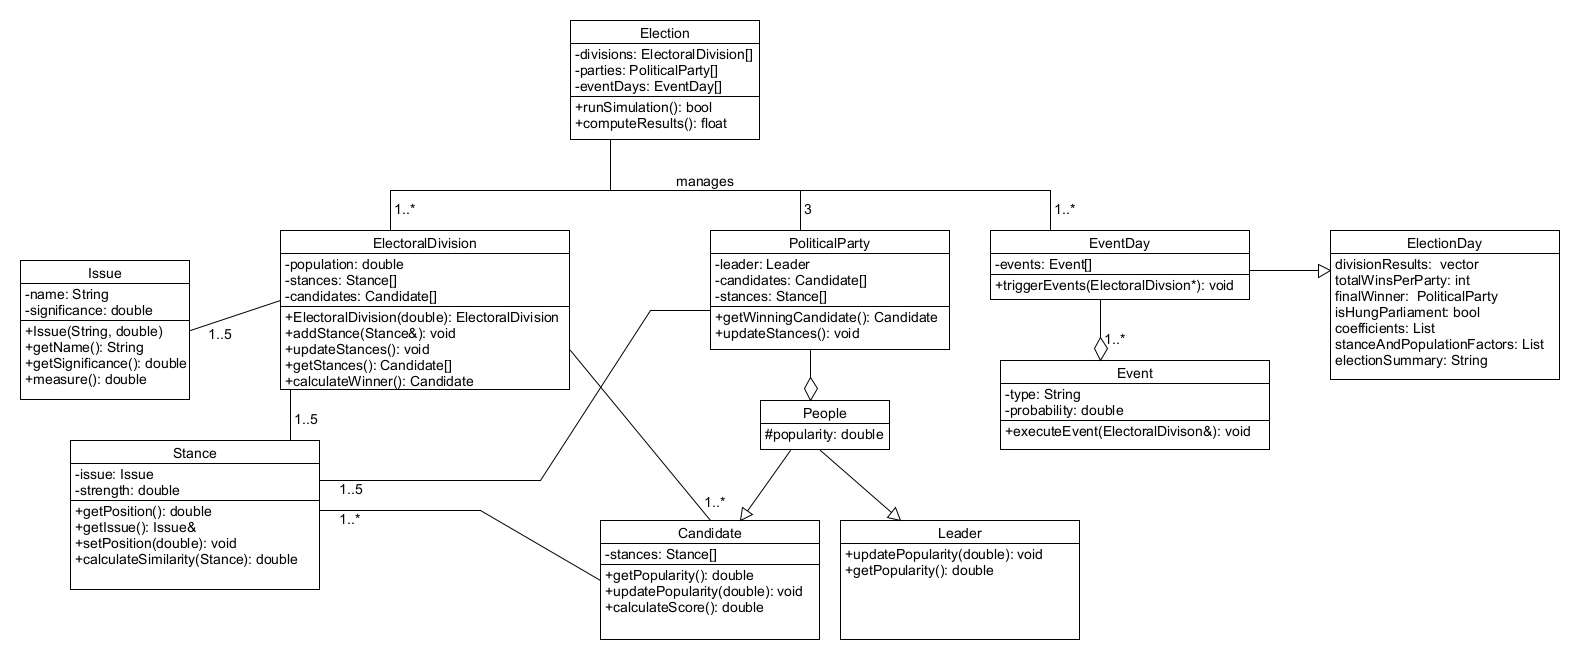 Election
-divisions: ElectoralDivision[]
-parties: PoliticalParty[]
-eventDays: EventDay[]
+runSimulation(): bool
+computeResults(): float
manages
1..*
3
1..*
Issue
-name: String
-significance: double
+Issue(String, double)
+getName(): String
+getSignificance(): double
+measure(): double
1..5
ElectoralDivision
-population: double
-stances: Stance[]
-candidates: Candidate[]
+ElectoralDivision(double): ElectoralDivision
+addStance(Stance&): void
+updateStances(): void
+getStances(): Candidate[]
+calculateWinner(): Candidate
1..5
PoliticalParty
-leader: Leader
-candidates: Candidate[]
-stances: Stance[]
+getWinningCandidate(): Candidate
+updateStances(): void
EventDay
-events: Event[]
+triggerEvents(ElectoralDivsion*): void
1..*
ElectionDay
divisionResults:  vector
totalWinsPerParty: int
finalWinner:  PoliticalParty
isHungParliament: bool
coefficients: List
stanceAndPopulationFactors: List
electionSummary: String
Event
-type: String
-probability: double
+executeEvent(ElectoralDivison&): void
People
#popularity: double
Stance
-issue: Issue
-strength: double
+getPosition(): double
+getIssue(): Issue&
+setPosition(double): void
+calculateSimilarity(Stance): double
1..5
1..*
1..*
Candidate
-stances: Stance[]
+getPopularity(): double
+updatePopularity(double): void
+calculateScore(): double
Leader
+updatePopularity(double): void
+getPopularity(): double